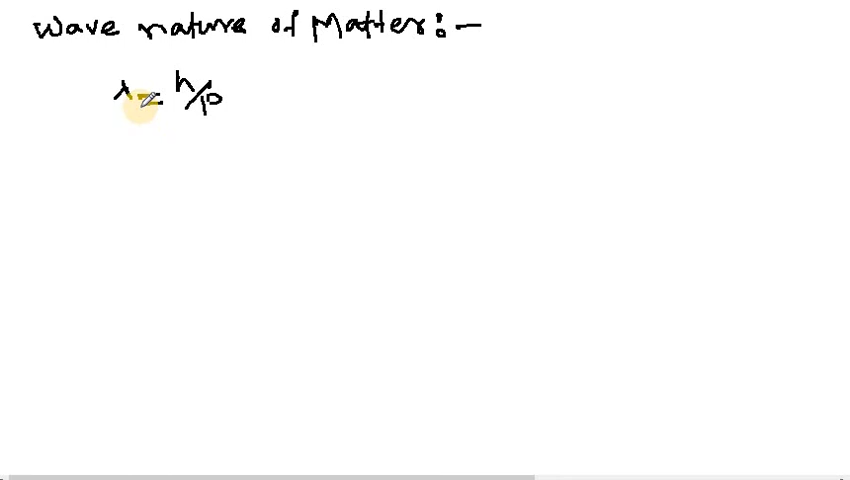 Wave nature of Matter:-
λ = h/p